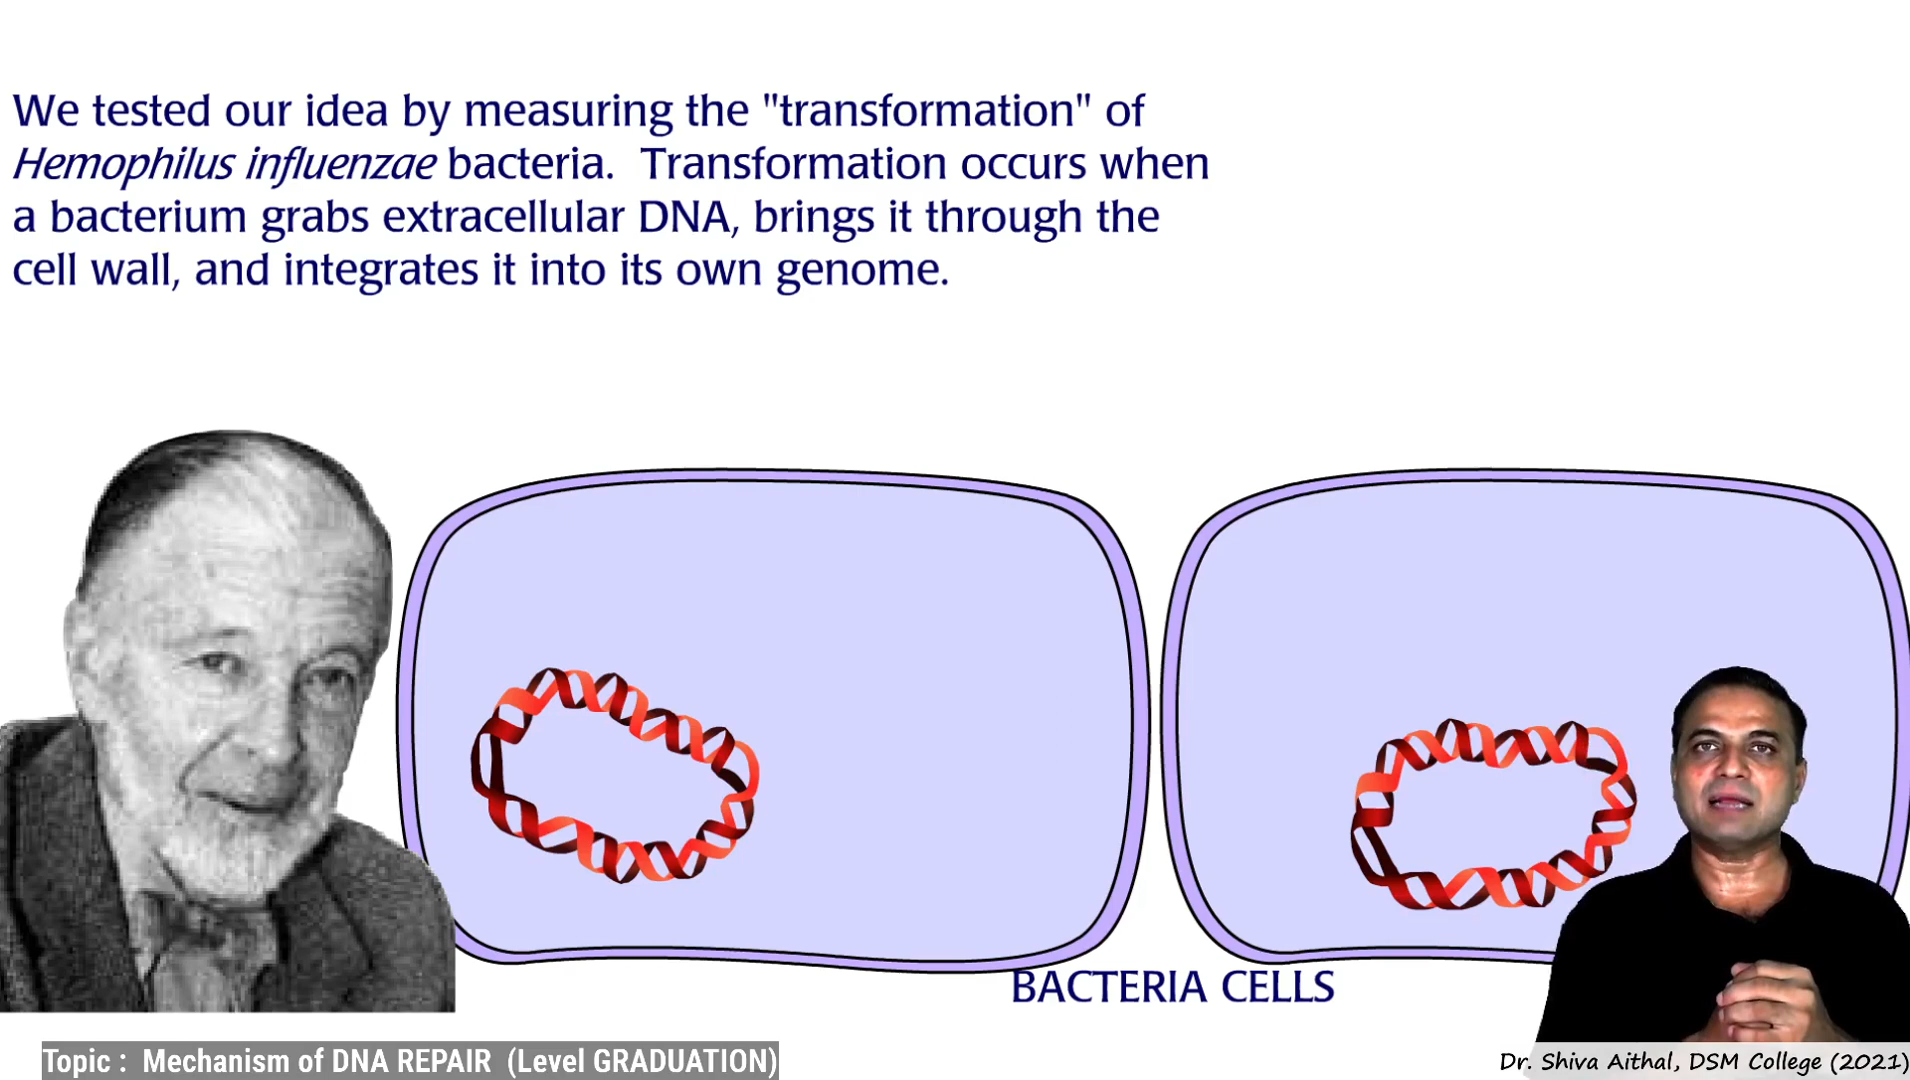 We tested our idea by measuring the "transformation" of
Hemophilus influenzae bacteria. Transformation occurs when
a bacterium grabs extracellular DNA, brings it through the
cell wall, and integrates it into its own genome.
BACTERIA CELLS
Topic : Mechanism of DNA REPAIR (Level GRADUATION)
Dr. Shiva Aithal, DSM College (2021)